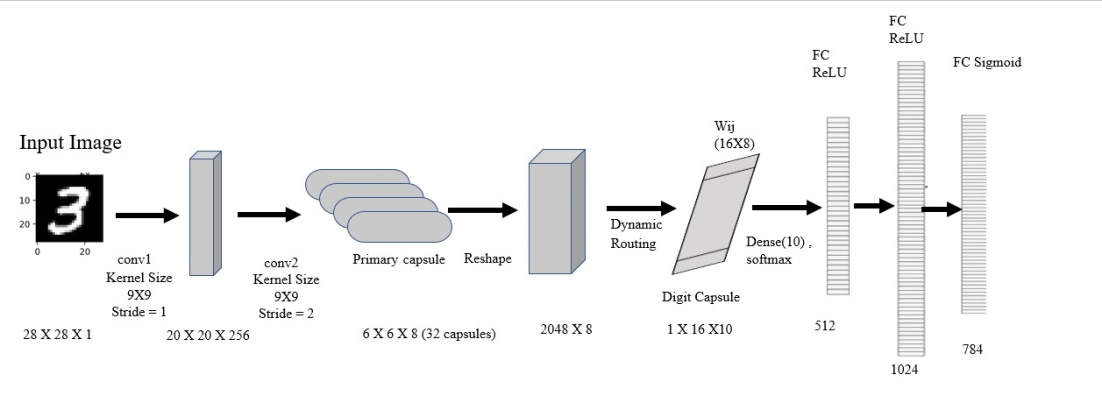 Input Image
0
10
20
0
20
28 X 28 X 1
conv1
Kernel Size
9X9
Stride = 1
20 X 20 X 256
conv2
Kernel Size
9X9
Stride = 2
Primary capsule
6 X 6 X 8 (32 capsules)
Reshape
2048 X 8
Dynamic
Routing
Wij
(16X8)
Digit Capsule
1 X 16 X10
Dense(10) ,
softmax
FC
ReLU
512
FC
ReLU
1024
FC Sigmoid
784